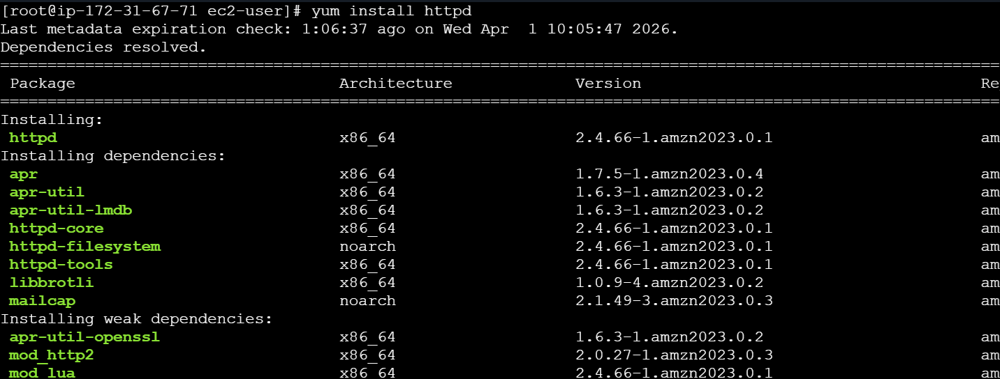 [root@ip-172-31-67-71 ec2-user]# yum install httpd
Last metadata expiration check: 1:06:37 ago on Wed Apr  1 10:05:47 2026.
Dependencies resolved.
==========================================================================================================
 Package                            Architecture             Version                                    Re
==========================================================================================================
Installing:
 httpd                              x86_64                   2.4.66-1.amzn2023.0.1                      am
Installing dependencies:
 apr                                x86_64                   1.7.5-1.amzn2023.0.4                       am
 apr-util                           x86_64                   1.6.3-1.amzn2023.0.2                       am
 apr-util-lmdb                      x86_64                   1.6.3-1.amzn2023.0.2                       am
 httpd-core                         x86_64                   2.4.66-1.amzn2023.0.1                      am
 httpd-filesystem                   noarch                   2.4.66-1.amzn2023.0.1                      am
 httpd-tools                        x86_64                   2.4.66-1.amzn2023.0.1                      am
 libbrotli                          x86_64                   1.0.9-4.amzn2023.0.2                       am
 mailcap                            noarch                   2.1.49-3.amzn2023.0.3                      am
Installing weak dependencies:
 apr-util-openssl                   x86_64                   1.6.3-1.amzn2023.0.2                       am
 mod_http2                          x86_64                   2.0.27-1.amzn2023.0.3                      am
 mod_lua                            x86_64                   2.4.66-1.amzn2023.0.1                      am